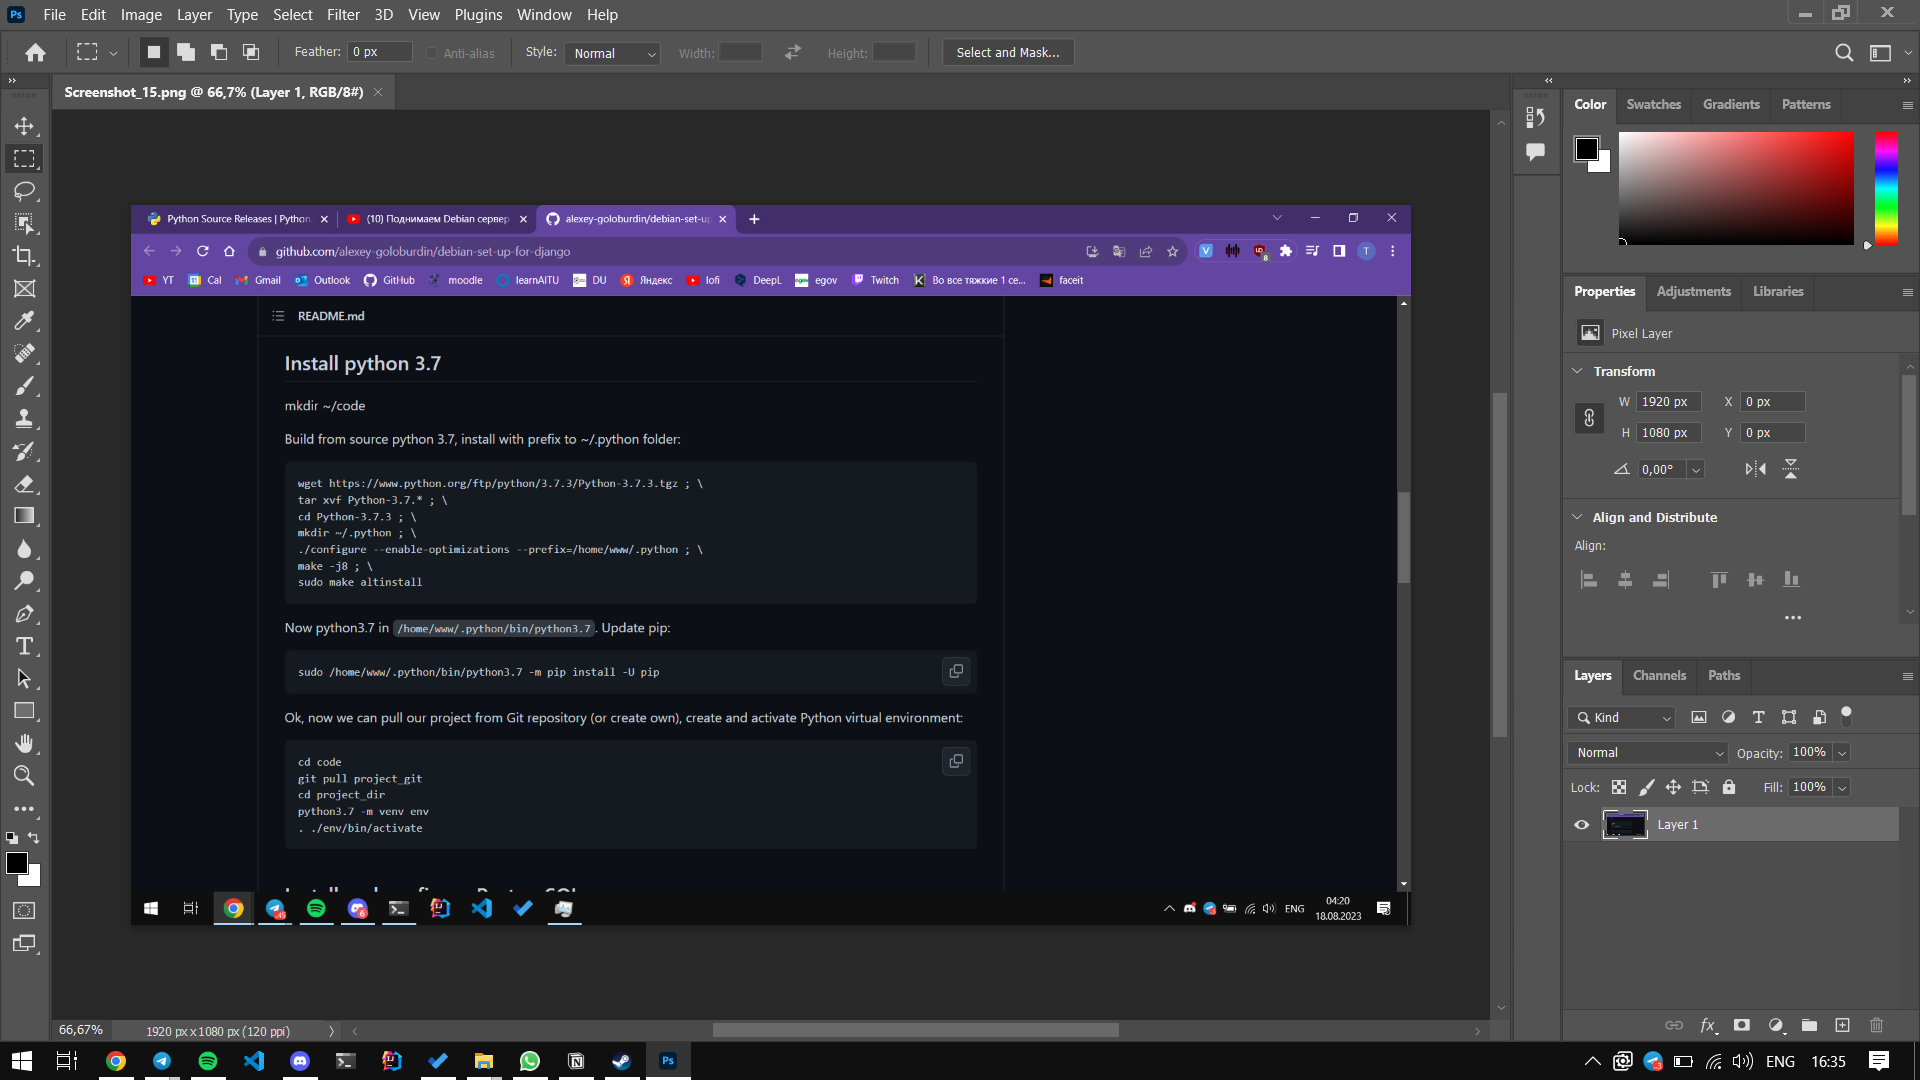 File Edit Image Layer Type Select Filter 3D View Plugins Window Help
Feather: 0 px Anti-alias Style: Normal Width: Height: Select and Mask...
Screenshot_15.png @ 66,7% (Layer 1, RGB/8#)
Python Source Releases | Python. (10) Поднимаем Debian сервер alexey-goloburdin/debian-set-up
github.com/alexey-goloburdin/debian-set-up-for-django
YT Cal Gmail Outlook GitHub moodle learnAITU DU Яндекс lofi DeepL egov Twitch Во все тяжкие 1 се... faceit
README.md
Install python 3.7
mkdir ~/code
Build from source python 3.7, install with prefix to ~/.python folder:
wget https://www.python.org/ftp/python/3.7.3/Python-3.7.3.tgz ; \
tar xvf Python-3.7.* ; \
cd Python-3.7.3 ; \
mkdir ~/.python ; \
./configure --enable-optimizations --prefix=/home/www/.python ; \
make -j8 ; \
sudo make altinstall
Now python3.7 in /home/www/.python/bin/python3.7. Update pip:
sudo /home/www/.python/bin/python3.7 -m pip install -U pip
Ok, now we can pull our project from Git repository (or create own), create and activate Python virtual environment:
cd code
git pull project_git
cd project_dir
python3.7 -m venv env
. ./env/bin/activate
ENG 04:20
18.08.2023
66,67% 1920 px x 1080 px (120 ppi)
Color Swatches Gradients Patterns
Properties Adjustments Libraries
Pixel Layer
Transform
W 1920 px X 0 px
H 1080 px Y 0 px
0,00°
Align and Distribute
Align:
Layers Channels Paths
Kind
Normal Opacity: 100%
Lock: Fill: 100%
Layer 1
ENG 16:35